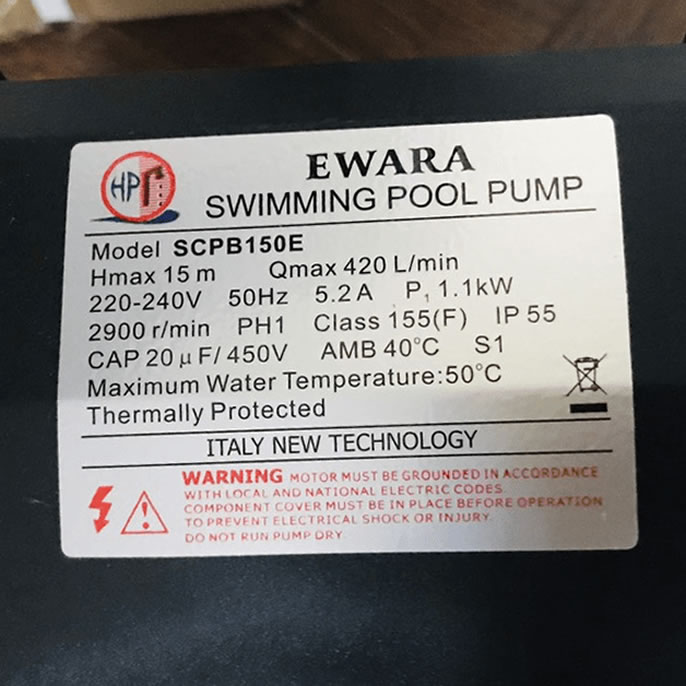 HP
EWARA
SWIMMING POOL PUMP
Model SCPB150E
Hmax 15 m Qmax 420 L/min
220-240V 50Hz 5.2 A P₁ 1.1kW
2900 r/min PH1 Class 155(F) IP 55
CAP 20 μF/ 450V AMB 40°C S1
Maximum Water Temperature:50°C
Thermally Protected
ITALY NEW TECHNOLOGY
WARNING MOTOR MUST BE GROUNDED IN ACCORDANCE
WITH LOCAL AND NATIONAL ELECTRIC CODES
COMPONENT COVER MUST BE IN PLACE BEFORE OPERATION
TO PREVENT ELECTRICAL SHOCK OR INJURY.
DO NOT RUN PUMP DRY.